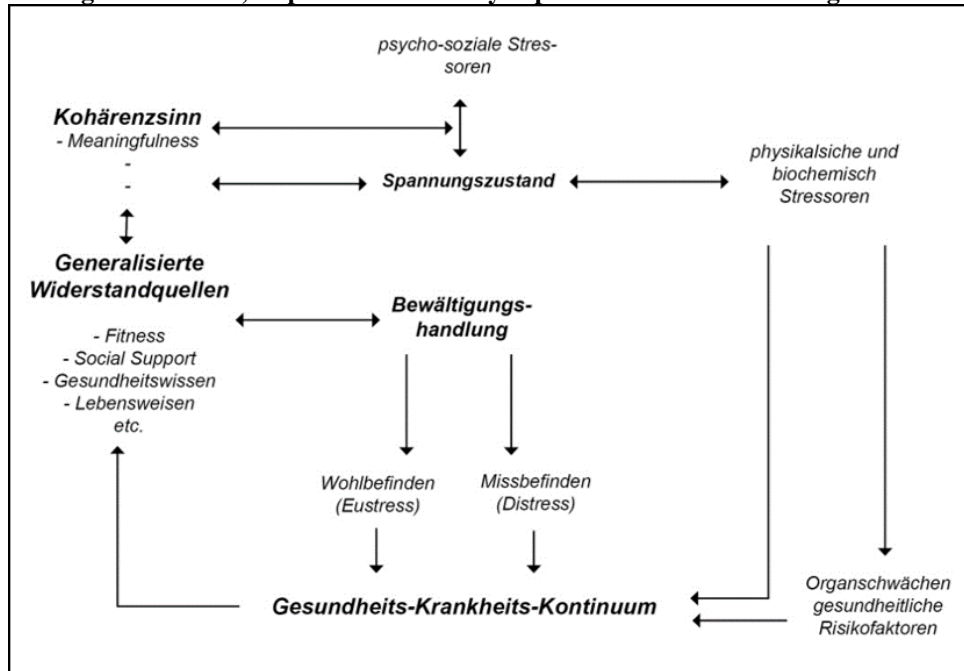 psycho-soziale Stres-
soren
Kohärenzsinn
- Meaningfulness
-
-
Spannungszustand
physikalsiche und
biochemisch
Stressoren
Generalisierte
Widerstandquellen
- Fitness
- Social Support
- Gesundheitswissen
- Lebensweisen
etc.
Bewältigungs-
handlung
Wohlbefinden
(Eustress)
Missbefinden
(Distress)
Gesundheits-Krankheits-Kontinuum
Organschwächen
gesundheitliche
Risikofaktoren